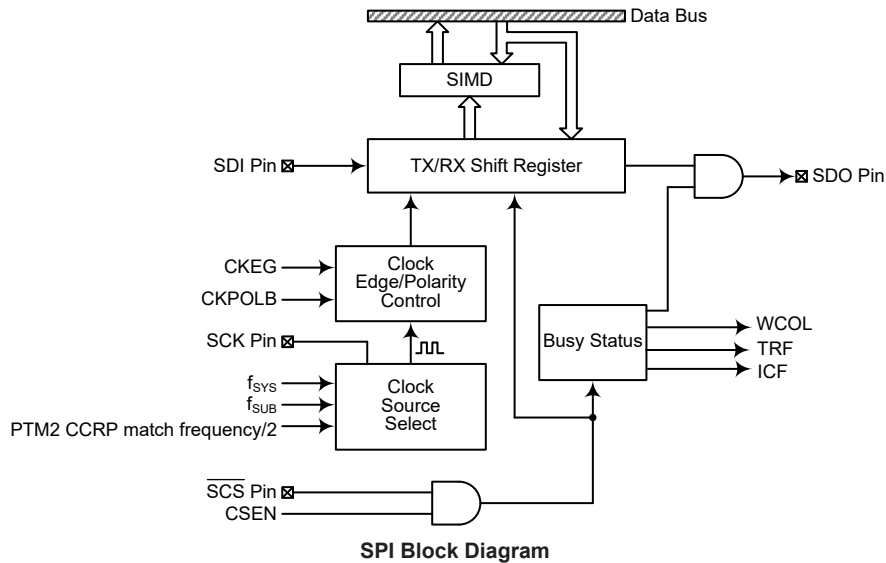 Data Bus
SIMD
SDI Pin
TX/RX Shift Register
SDO Pin
CKEG
CKPOLB
Clock
Edge/Polarity
Control
SCK Pin
Busy Status
WCOL
TRF
ICF
fSYS
fSUB
PTM2 CCRP match frequency/2
Clock
Source
Select
S̅C̅S̅ Pin
CSEN
SPI Block Diagram